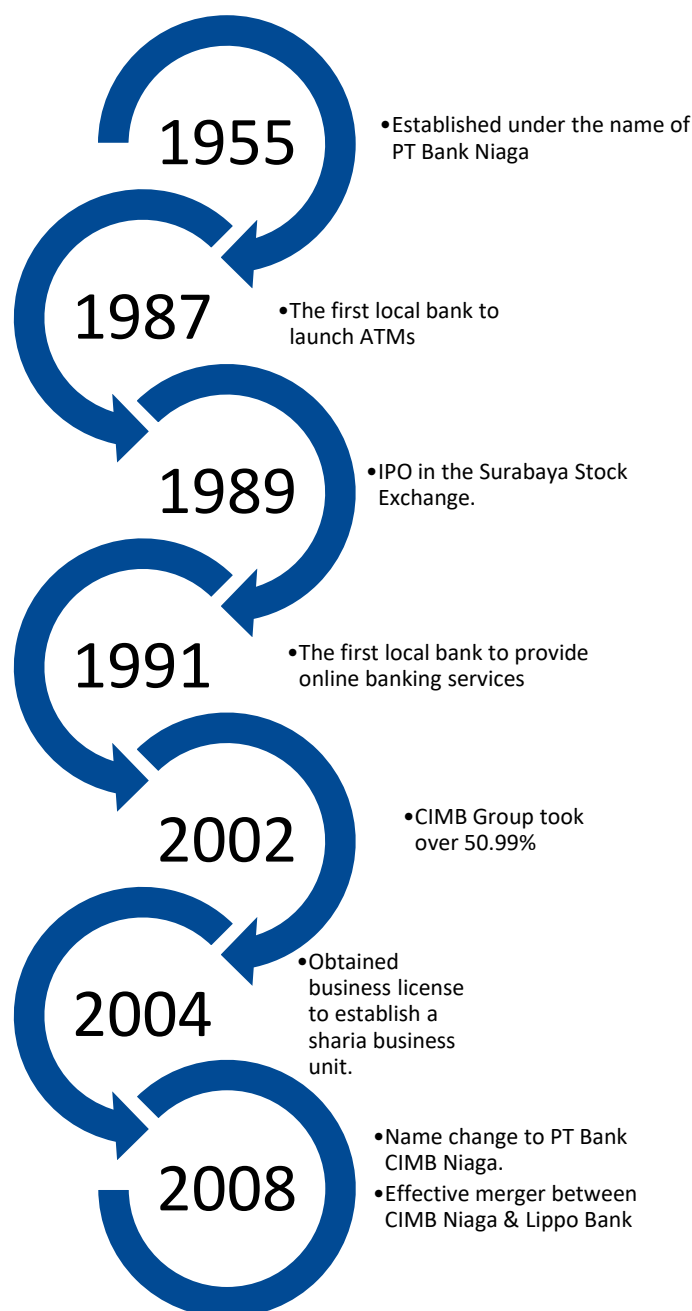 1955
•Established under the name of
PT Bank Niaga
1987
•The first local bank to
launch ATMs
1989
•IPO in the Surabaya Stock
Exchange.
1991
•The first local bank to provide
online banking services
2002
•CIMB Group took
over 50.99%
2004
•Obtained
business license
to establish a
sharia business
unit.
2008
•Name change to PT Bank
CIMB Niaga.
•Effective merger between
CIMB Niaga & Lippo Bank